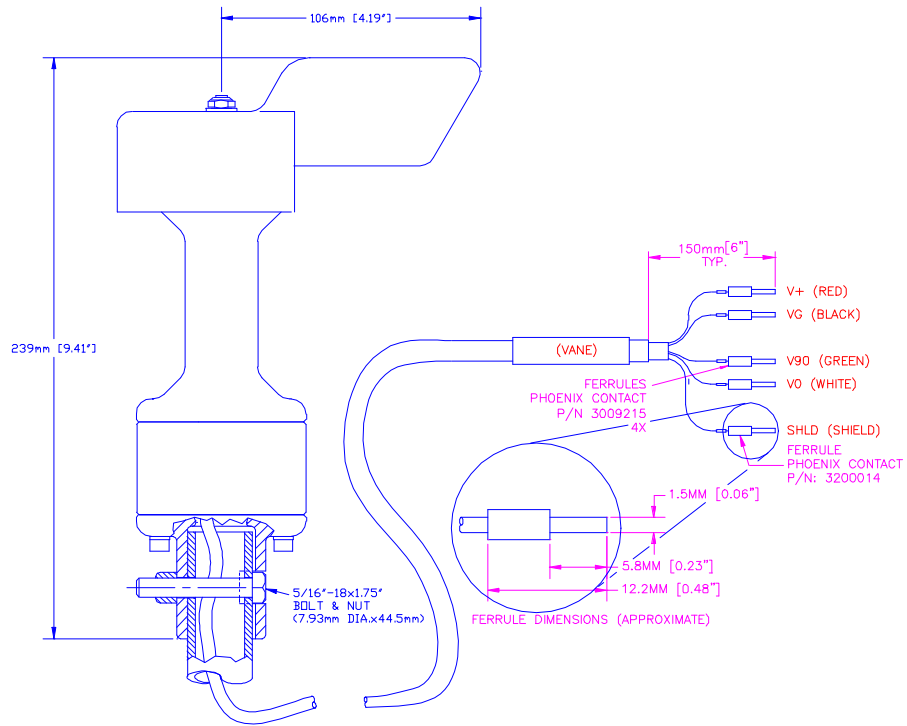 106mm [4.19"]
239mm [9.41"]
150mm[6"]
TYP.
V+ (RED)
VG (BLACK)
(VANE)
V90 (GREEN)
V0 (WHITE)
FERRULES
PHOENIX CONTACT
P/N 3009215
4X
SHLD (SHIELD)
FERRULE
PHOENIX CONTACT
P/N: 3200014
1.5MM [0.06"]
5.8MM [0.23"]
12.2MM [0.48"]
5/16"-18x1.75"
BOLT & NUT
(7.93mm DIA.x44.5mm)
FERRULE DIMENSIONS (APPROXIMATE)